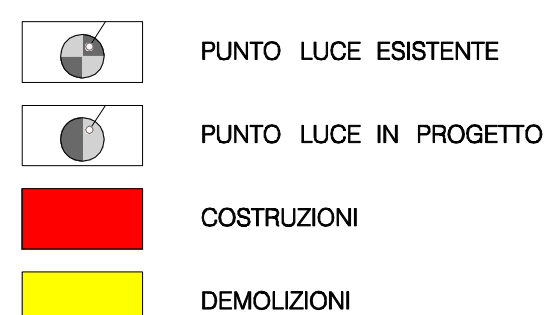 PUNTO LUCE ESISTENTE
PUNTO LUCE IN PROGETTO
COSTRUZIONI
DEMOLIZIONI